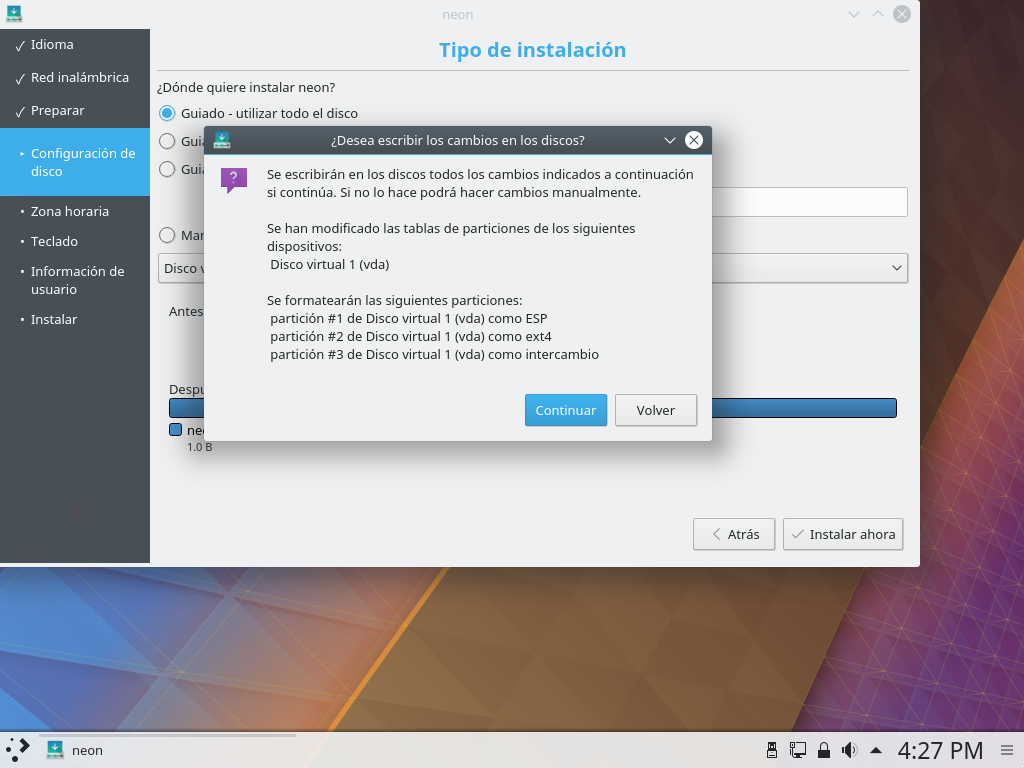 neon
Idioma
Red inalámbrica
Preparar
Configuración de
disco
Zona horaria
Teclado
Información de
usuario
Instalar
Tipo de instalación
¿Dónde quiere instalar neon?
Guiado - utilizar todo el disco
¿Desea escribir los cambios en los discos?
Se escribirán en los discos todos los cambios indicados a continuación
si continúa. Si no lo hace podrá hacer cambios manualmente.
Se han modificado las tablas de particiones de los siguientes
dispositivos:
Disco virtual 1 (vda)
Se formatearán las siguientes particiones:
partición #1 de Disco virtual 1 (vda) como ESP
partición #2 de Disco virtual 1 (vda) como ext4
partición #3 de Disco virtual 1 (vda) como intercambio
Continuar
Volver
Disco v
Antes
1.0 B
Atrás
Instalar ahora
neon
4:27 PM